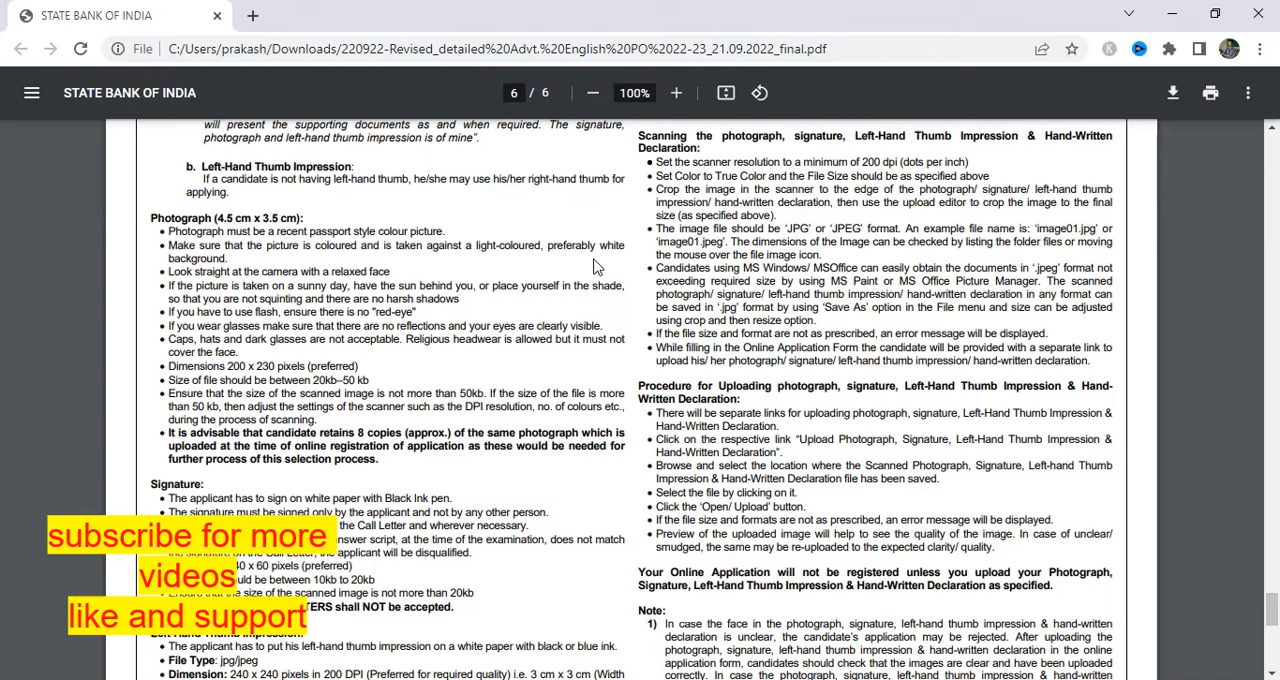 STATE BANK OF INDIA
File C:/Users/prakash/Downloads/220922-Revised_detailed%20Advt.%20English%20PO%2022-23_21.09.2022_final.pdf
STATE BANK OF INDIA
6 / 6
100%
will present the supporting documents as and when required. The signature,
photograph and left-hand thumb impression is of mine”.
b. Left-Hand Thumb Impression:
If a candidate is not having left-hand thumb, he/she may use his/her right-hand thumb for
applying.
Photograph (4.5 cm x 3.5 cm):
• Photograph must be a recent passport style colour picture.
• Make sure that the picture is coloured and is taken against a light-coloured, preferably white
background.
• Look straight at the camera with a relaxed face
• If the picture is taken on a sunny day, have the sun behind you, or place yourself in the shade,
so that you are not squinting and there are no harsh shadows
• If you have to use flash, ensure there is no "red-eye"
• If you wear glasses make sure that there are no reflections and your eyes are clearly visible.
• Caps, hats and dark glasses are not acceptable. Religious headwear is allowed but it must not
cover the face.
• Dimensions 200 x 230 pixels (preferred)
• Size of file should be between 20kb–50 kb
• Ensure that the size of the scanned image is not more than 50kb. If the size of the file is more
than 50 kb, then adjust the settings of the scanner such as the DPI resolution, no. of colours etc.,
during the process of scanning.
• It is advisable that candidate retains 8 copies (approx.) of the same photograph which is
uploaded at the time of online registration of application as these would be needed for
further process of this selection process.
Signature:
• The applicant has to sign on white paper with Black Ink pen.
• The signature must be signed only by the applicant and not by any other person.
the Call Letter and wherever necessary.
answer script, at the time of the examination, does not match
the signature on the Call Letter, the applicant will be disqualified.
40 x 60 pixels (preferred)
should be between 10kb to 20kb
• Ensure that the size of the scanned image is not more than 20kb
TERS shall NOT be accepted.
Left-Hand Thumb Impression:
• The applicant has to put his left-hand thumb impression on a white paper with black or blue ink.
• File Type: jpg/jpeg
• Dimension: 240 x 240 pixels in 200 DPI (Preferred for required quality) i.e. 3 cm x 3 cm (Width
subscribe for more
videos
like and support
Scanning the photograph, signature, Left-Hand Thumb Impression & Hand-Written
Declaration:
• Set the scanner resolution to a minimum of 200 dpi (dots per inch)
• Set Color to True Color and the File Size should be as specified above
• Crop the image in the scanner to the edge of the photograph/ signature/ left-hand thumb
impression/ hand-written declaration, then use the upload editor to crop the image to the final
size (as specified above).
• The image file should be ‘JPG’ or ‘JPEG’ format. An example file name is: ‘image01.jpg’ or
‘image01.jpeg’. The dimensions of the Image can be checked by listing the folder files or moving
the mouse over the file image icon.
• Candidates using MS Windows/ MSOffice can easily obtain the documents in ‘.jpeg’ format not
exceeding required size by using MS Paint or MS Office Picture Manager. The scanned
photograph/ signature/ left-hand thumb impression/ hand-written declaration in any format can
be saved in ‘.jpg’ format by using ‘Save As’ option in the File menu and size can be adjusted
using crop and then resize option.
• If the file size and format are not as prescribed, an error message will be displayed.
• While filling in the Online Application Form the candidate will be provided with a separate link to
upload his/ her photograph/ signature/ left-hand thumb impression/ hand-written declaration.
Procedure for Uploading photograph, signature, Left-Hand Thumb Impression & Hand-
Written Declaration:
• There will be separate links for uploading photograph, signature, Left-Hand Thumb Impression &
Hand-Written Declaration.
• Click on the respective link “Upload Photograph, Signature, Left-Hand Thumb Impression &
Hand-Written Declaration”.
• Browse and select the location where the Scanned Photograph, Signature, Left-hand Thumb
Impression & Hand-Written Declaration file has been saved.
• Select the file by clicking on it.
• Click the ‘Open/ Upload’ button.
• If the file size and formats are not as prescribed, an error message will be displayed.
• Preview of the uploaded image will help to see the quality of the image. In case of unclear/
smudged, the same may be re-uploaded to the expected clarity/ quality.
Your Online Application will not be registered unless you upload your Photograph,
Signature, Left-Hand Thumb Impression & Hand-Written Declaration as specified.
Note:
1) In case the face in the photograph, signature, left-hand thumb impression & hand-written
declaration is unclear, the candidate’s application may be rejected. After uploading the
photograph, signature, left-hand thumb impression & hand-written declaration in the online
application form, candidates should check that the images are clear and have been uploaded
correctly. In case the photograph, signature, left-hand thumb impression & hand-written